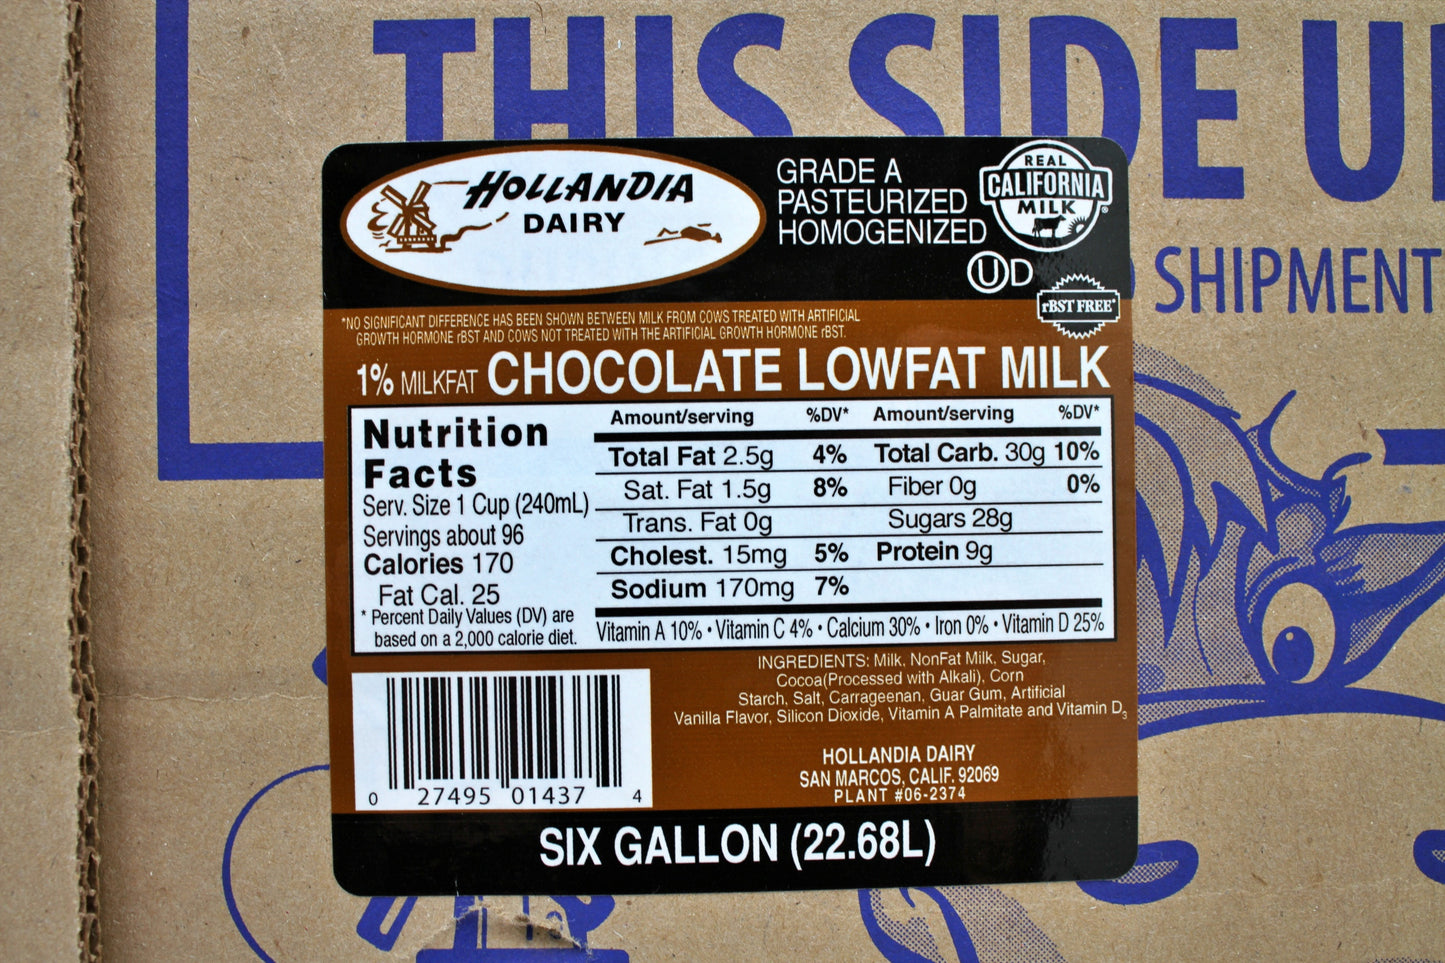 THIS SIDE
SHIPMENT
HOLLANDIA
DAIRY
GRADE A
PASTEURIZED
HOMOGENIZED
REAL
CALIFORNIA
MILK
®
UD
rBST FREE*
*NO SIGNIFICANT DIFFERENCE HAS BEEN SHOWN BETWEEN MILK FROM COWS TREATED WITH ARTIFICIAL
GROWTH HORMONE rBST AND COWS NOT TREATED WITH THE ARTIFICIAL GROWTH HORMONE rBST.
1% MILKFAT CHOCOLATE LOWFAT MILK
Nutrition
Facts
Serv. Size 1 Cup (240mL)
Servings about 96
Calories 170
Fat Cal. 25
* Percent Daily Values (DV) are
based on a 2,000 calorie diet.
Amount/serving %DV* Amount/serving %DV*
Total Fat 2.5g 4% Total Carb. 30g 10%
Sat. Fat 1.5g 8% Fiber 0g 0%
Trans. Fat 0g Sugars 28g
Cholest. 15mg 5% Protein 9g
Sodium 170mg 7%
Vitamin A 10% • Vitamin C 4% • Calcium 30% • Iron 0% • Vitamin D 25%
INGREDIENTS: Milk, NonFat Milk, Sugar,
Cocoa(Processed with Alkali), Corn
Starch, Salt, Carrageenan, Guar Gum, Artificial
Vanilla Flavor, Silicon Dioxide, Vitamin A Palmitate and Vitamin D3
HOLLANDIA DAIRY
SAN MARCOS, CALIF. 92069
PLANT #06-2374
0 27495 01437 4
SIX GALLON (22.68L)